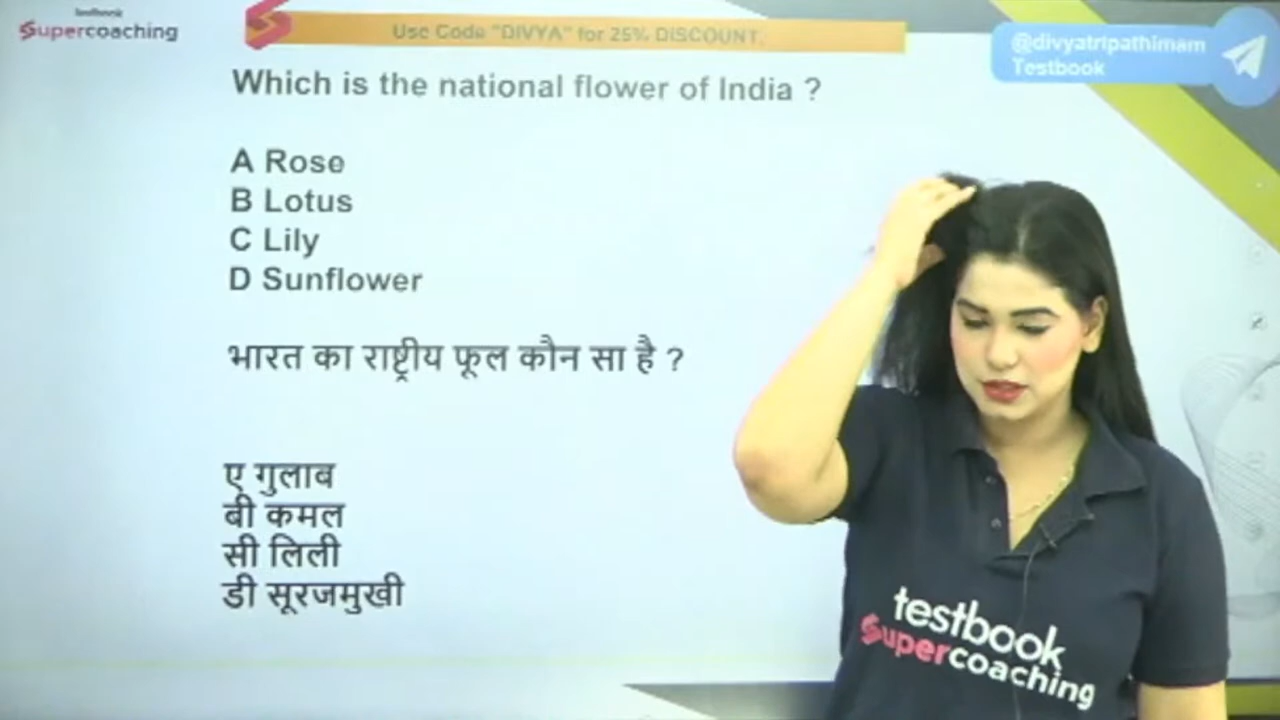 testbook
Supercoaching
Use Code "DIVYA" for 25% DISCOUNT.
@divyatripathimam
Testbook
Which is the national flower of India ?
A Rose
B Lotus
C Lily
D Sunflower
भारत का राष्ट्रीय फूल कौन सा है ?
ए गुलाब
बी कमल
सी लिली
डी सूरजमुखी
testbook
Supercoaching